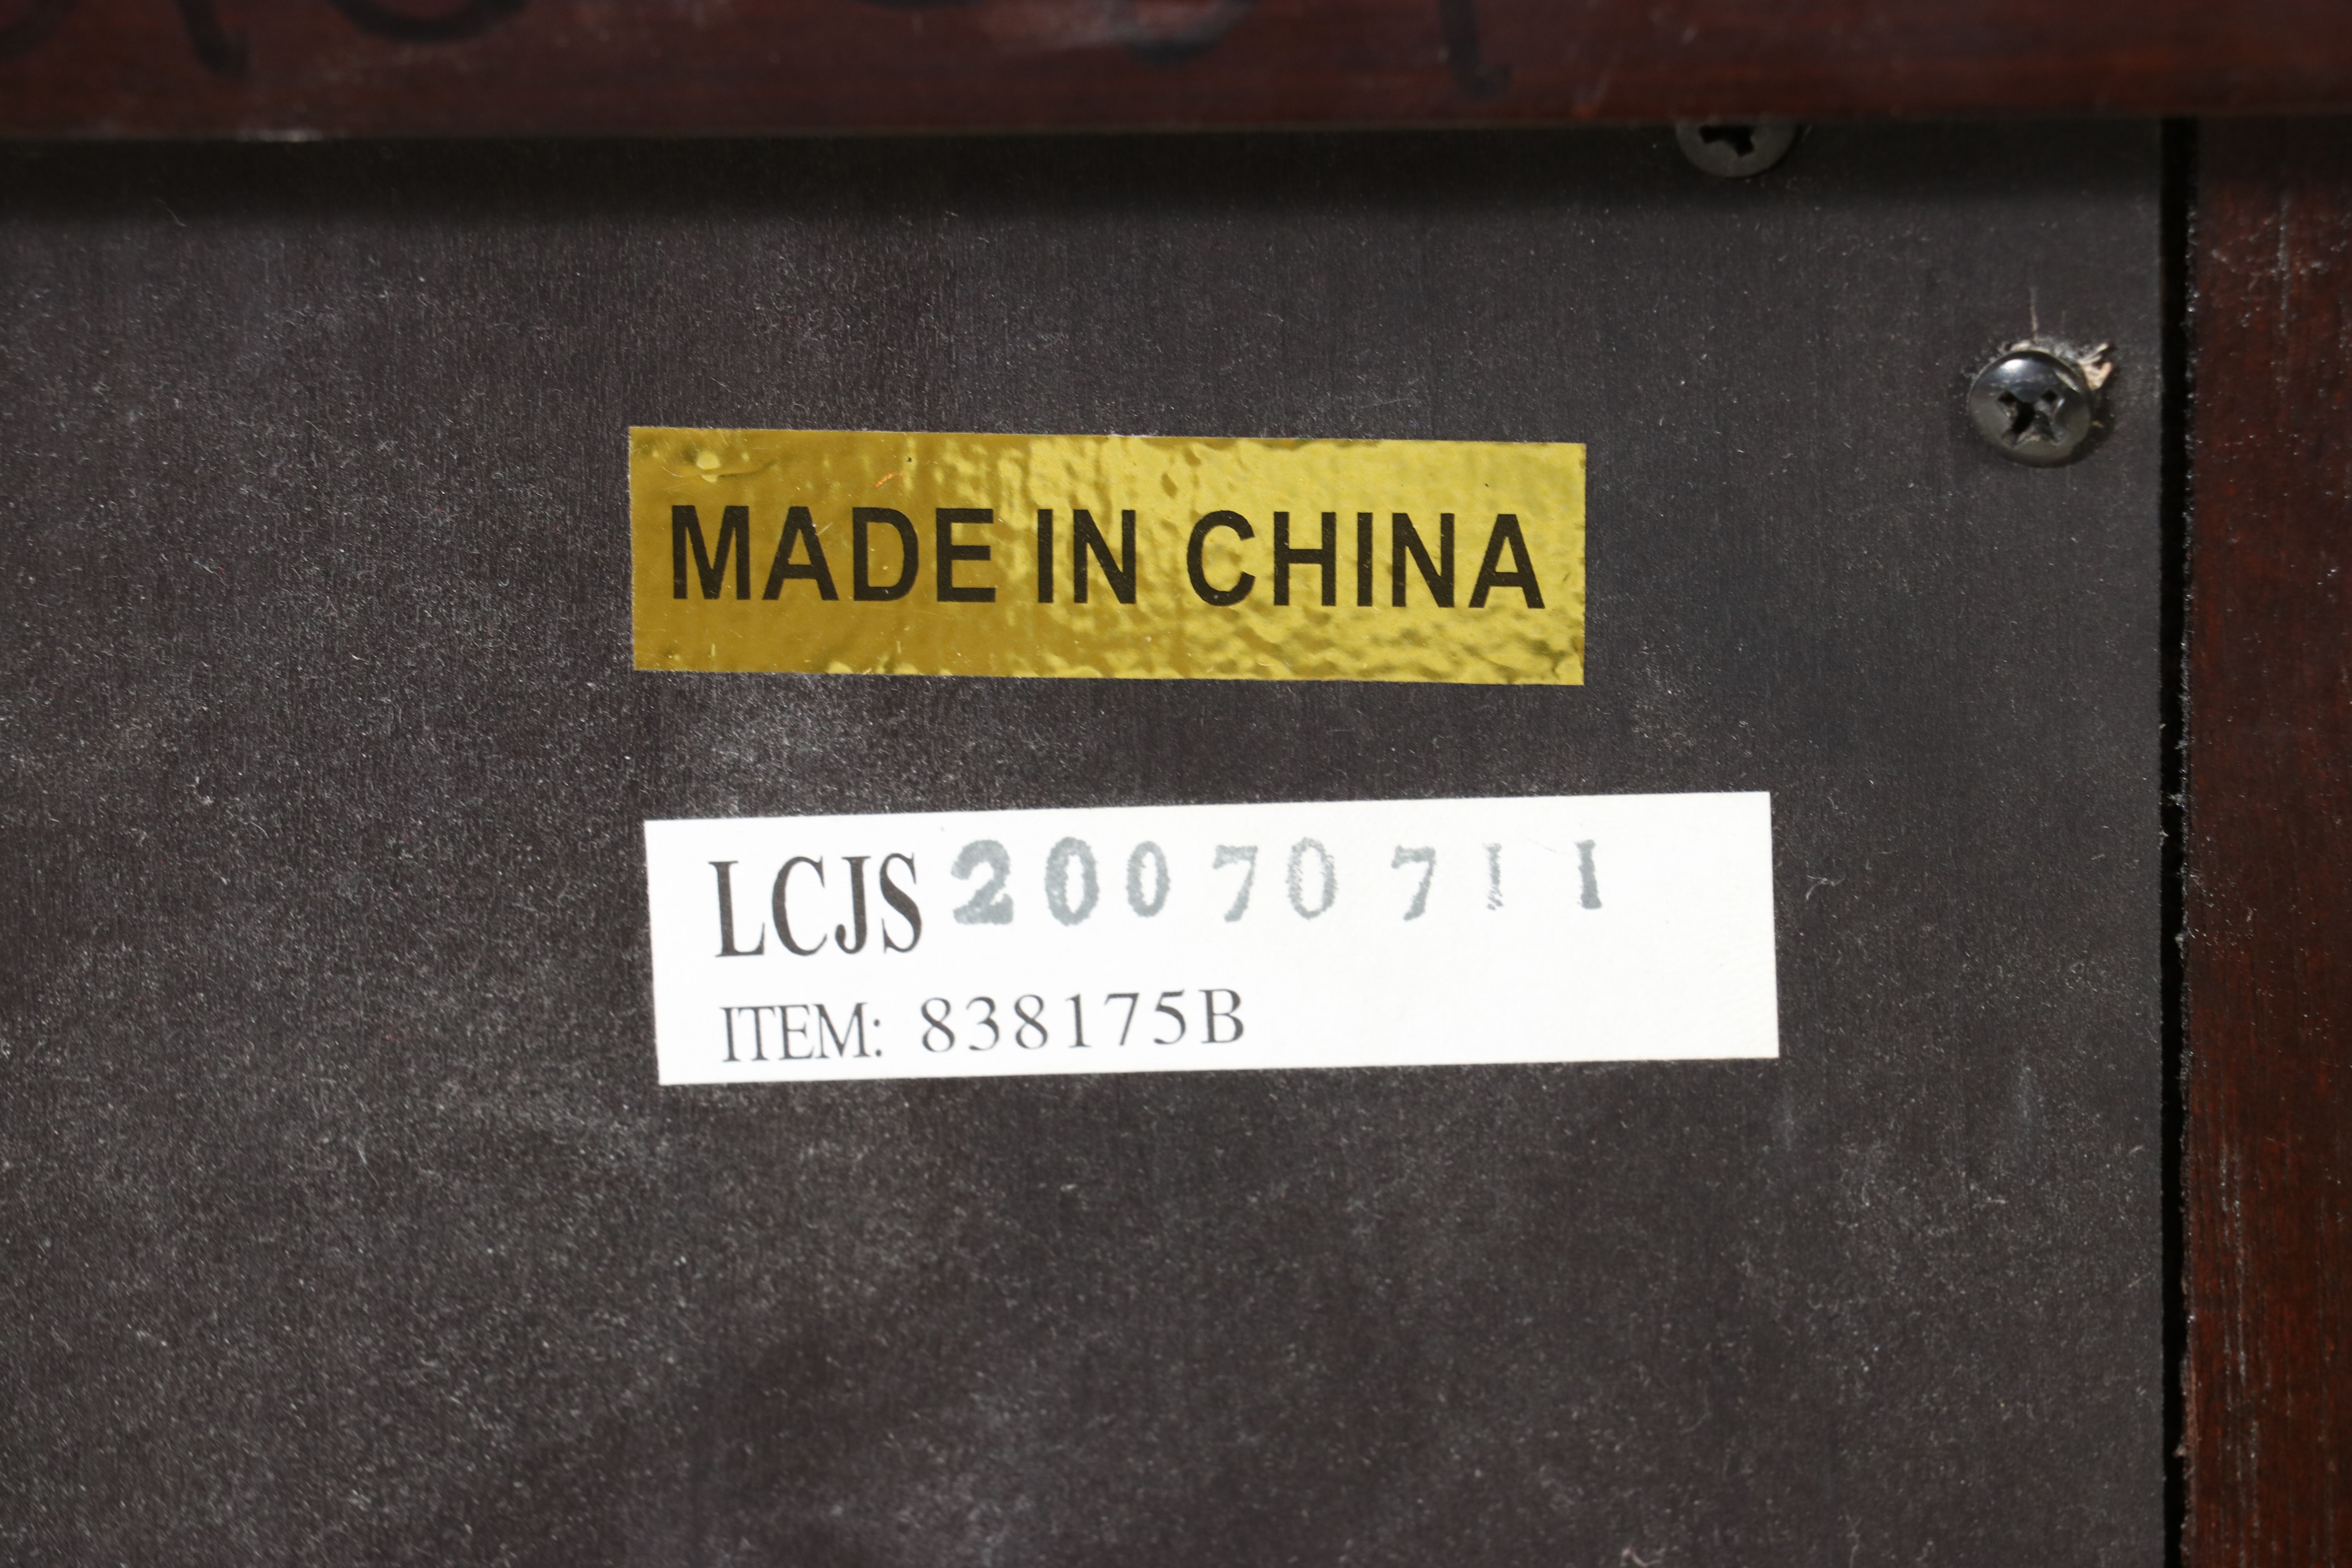 MADE IN CHINA
LCJS 20070711
ITEM: 838175B